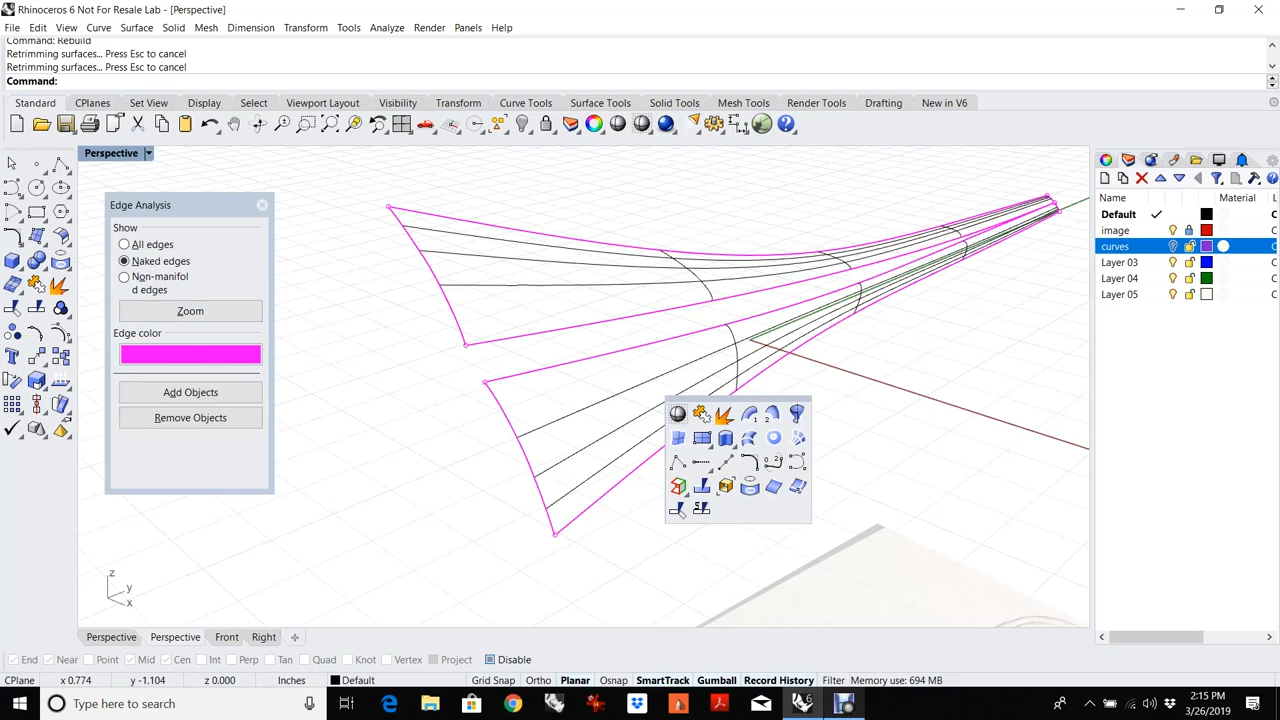 Rhinoceros 6 Not For Resale Lab - [Perspective]
File Edit View Curve Surface Solid Mesh Dimension Transform Tools Analyze Render Panels Help
Command: Rebuild
Retrimming surfaces... Press Esc to cancel
Retrimming surfaces... Press Esc to cancel
Command:
Standard CPlanes Set View Display Select Viewport Layout Visibility Transform Curve Tools Surface Tools Solid Tools Mesh Tools Render Tools Drafting New in V6
Perspective
Edge Analysis
Show
All edges
Naked edges
Non-manifol
d edges
Zoom
Edge color
Add Objects
Remove Objects
Name Material L
Default C
image C
curves C
Layer 03 C
Layer 04 C
Layer 05 C
z
y
x
Perspective Perspective Front Right
End Near Point Mid Cen Int Perp Tan Quad Knot Vertex Project Disable
CPlane x 0.774 y -1.104 z 0.000 Inches Default Grid Snap Ortho Planar Osnap SmartTrack Gumball Record History Filter Memory use: 694 MB
Type here to search
2:15 PM
3/26/2019